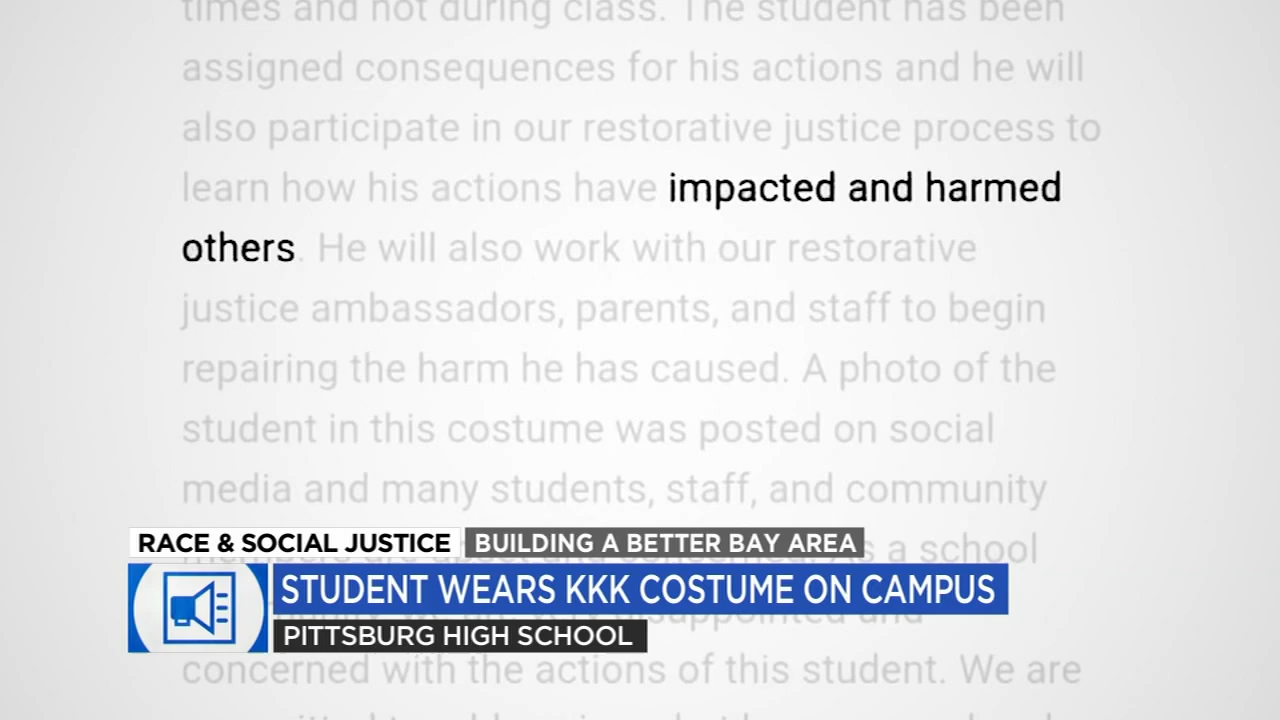 times and not during class. The student has been
assigned consequences for his actions and he will
also participate in our restorative justice process to
learn how his actions have impacted and harmed
others. He will also work with our restorative
justice ambassadors, parents, and staff to begin
repairing the harm he has caused. A photo of the
student in this costume was posted on social
media and many students, staff, and community
RACE & SOCIAL JUSTICE BUILDING A BETTER BAY AREA
As a school
STUDENT WEARS KKK COSTUME ON CAMPUS
PITTSBURG HIGH SCHOOL
concerned with the actions of this student. We are